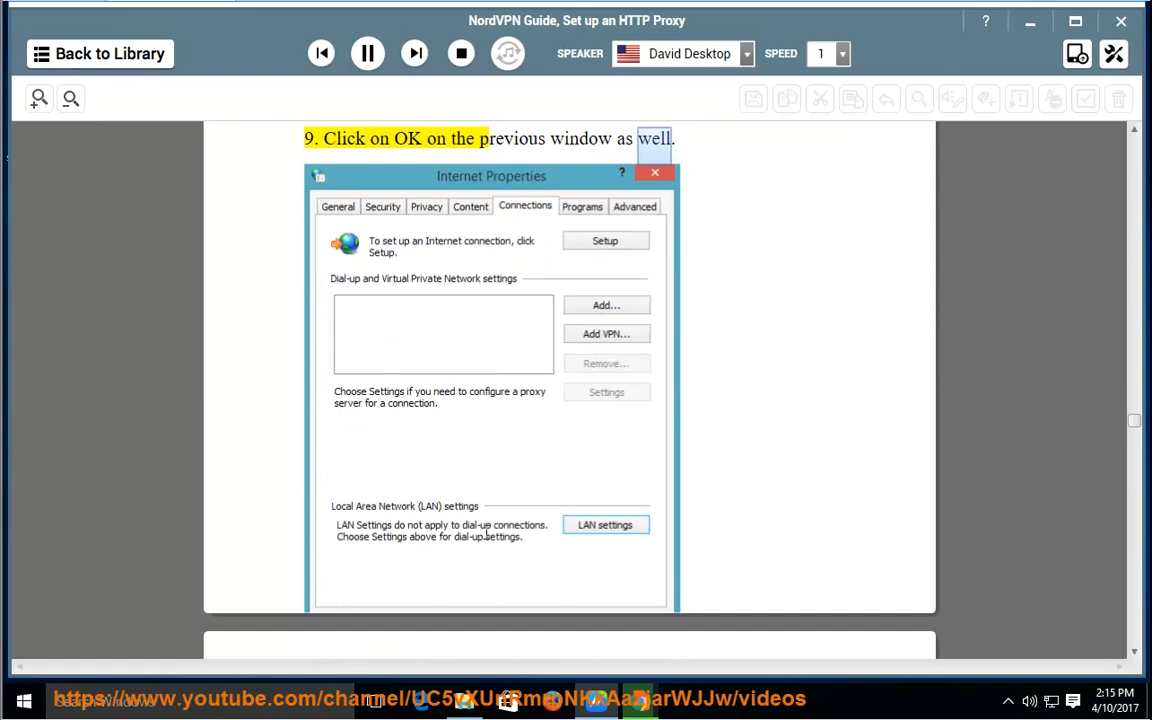 NordVPN Guide, Set up an HTTP Proxy
?
Back to Library
SPEAKER
David Desktop
SPEED
1
9. Click on OK on the previous window as well.
Internet Properties
?
General
Security
Privacy
Content
Connections
Programs
Advanced
To set up an Internet connection, click
Setup.
Setup
Dial-up and Virtual Private Network settings
Add...
Add VPN...
Remove...
Choose Settings if you need to configure a proxy
server for a connection.
Settings
Local Area Network (LAN) settings
LAN Settings do not apply to dial-up connections.
Choose Settings above for dial-up settings.
LAN settings
Search Windows
2:15 PM
4/10/2017